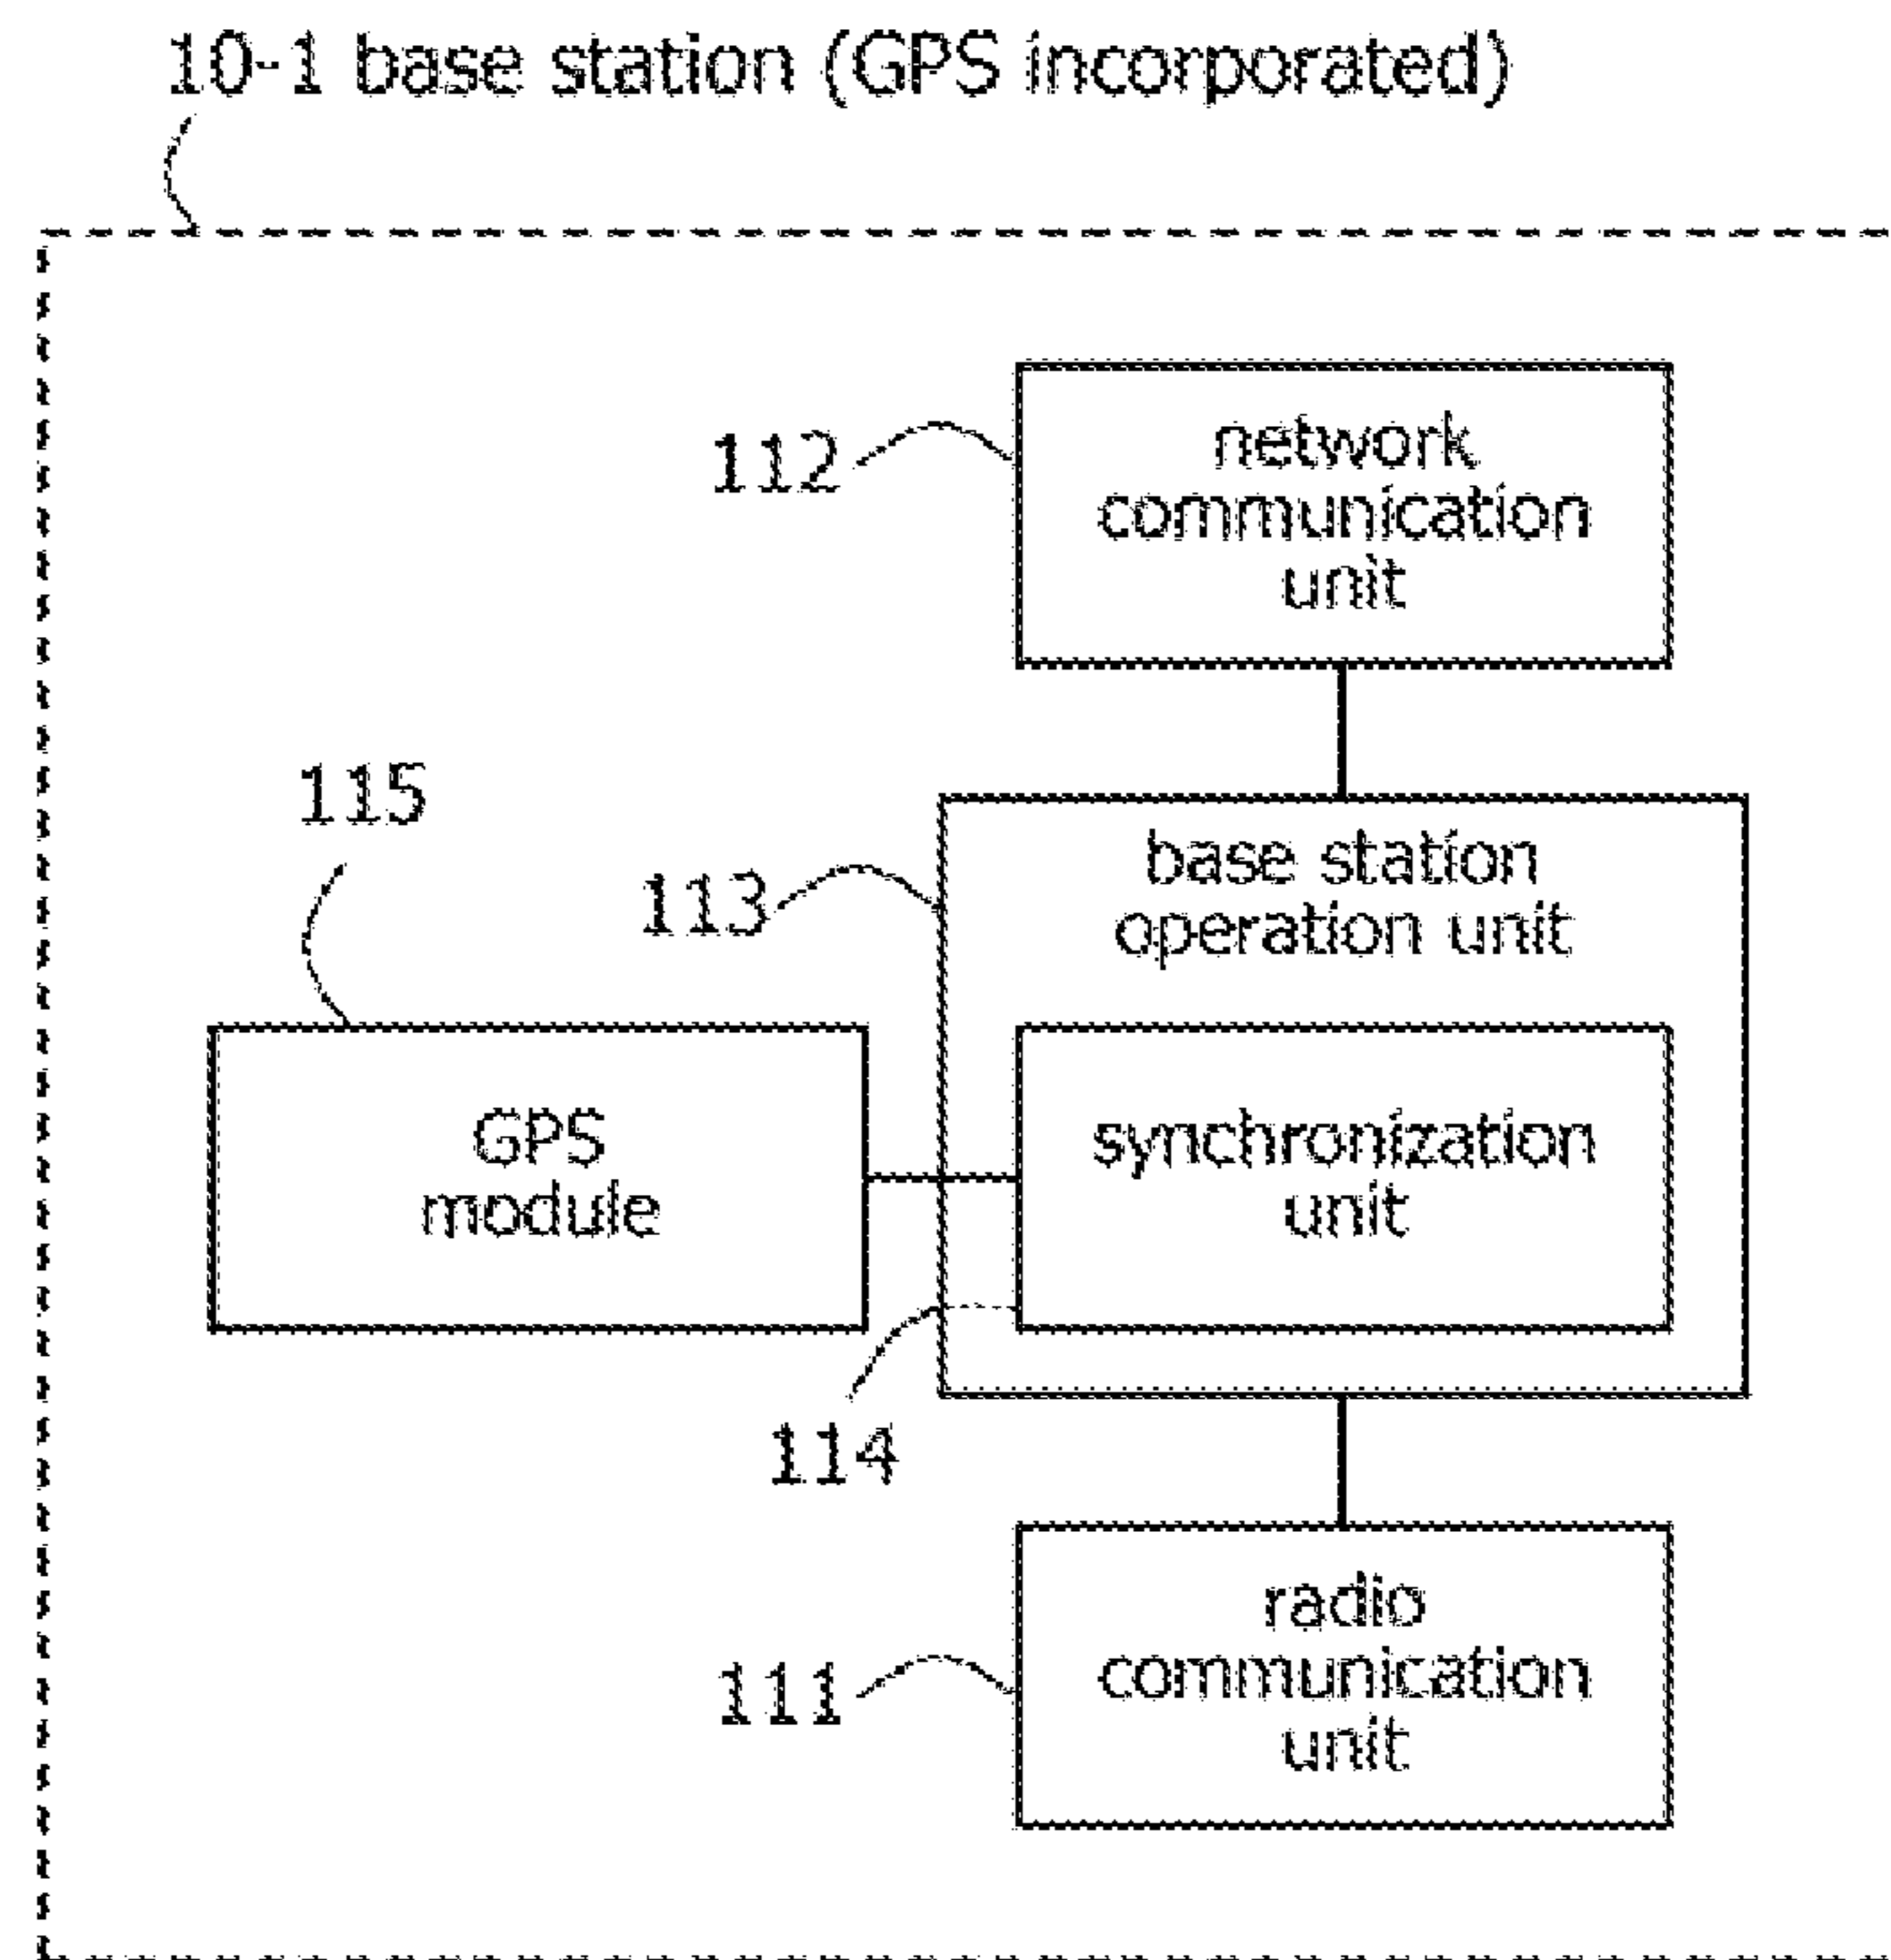 10-1 base station (GPS incorporated)
112
network
communication
unit
115
113
base station
operation unit
GPS
module
synchronization
unit
114
111
radio
communication
unit